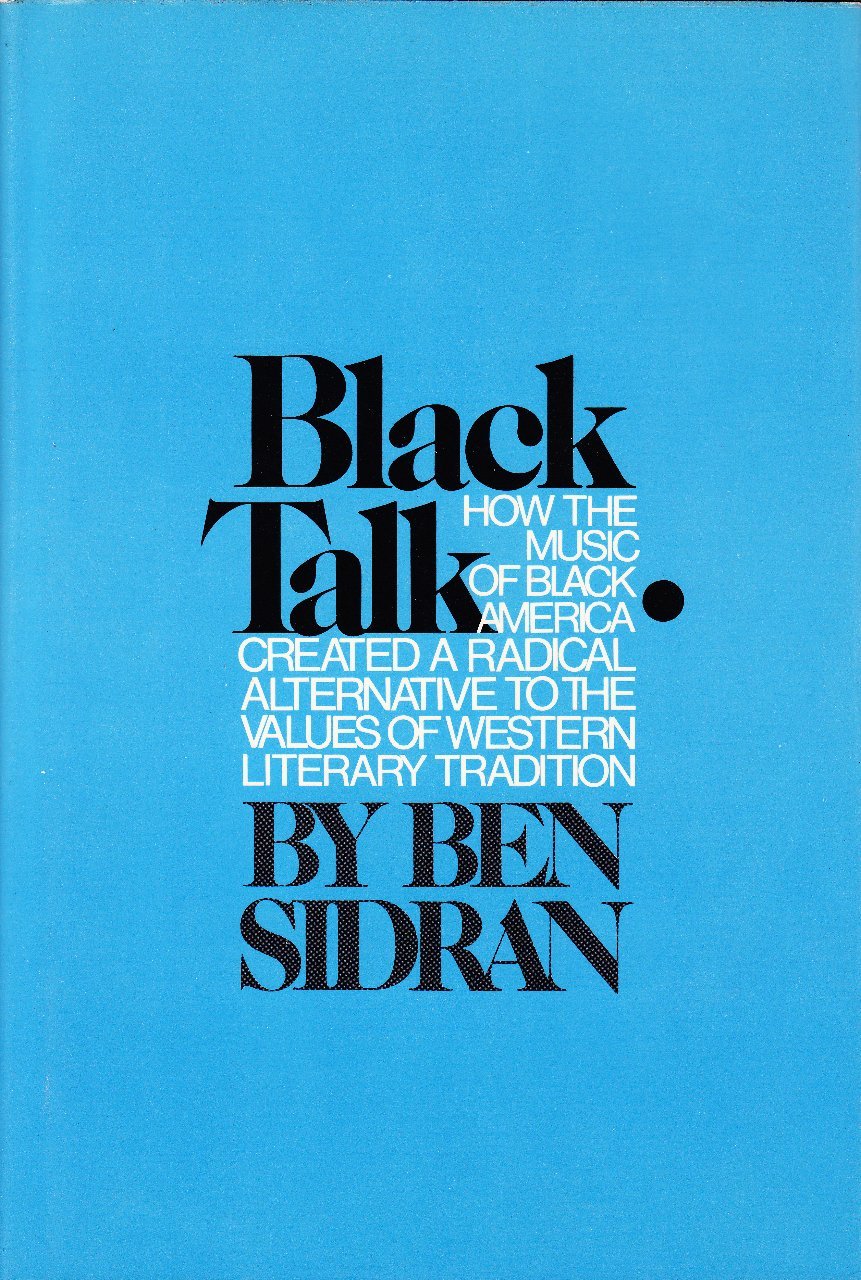 Black
Talk.
HOW THE
MUSIC
OF BLACK
AMERICA
CREATED A RADICAL
ALTERNATIVE TO THE
VALUES OF WESTERN
LITERARY TRADITION
BY BEN
SIDRAN